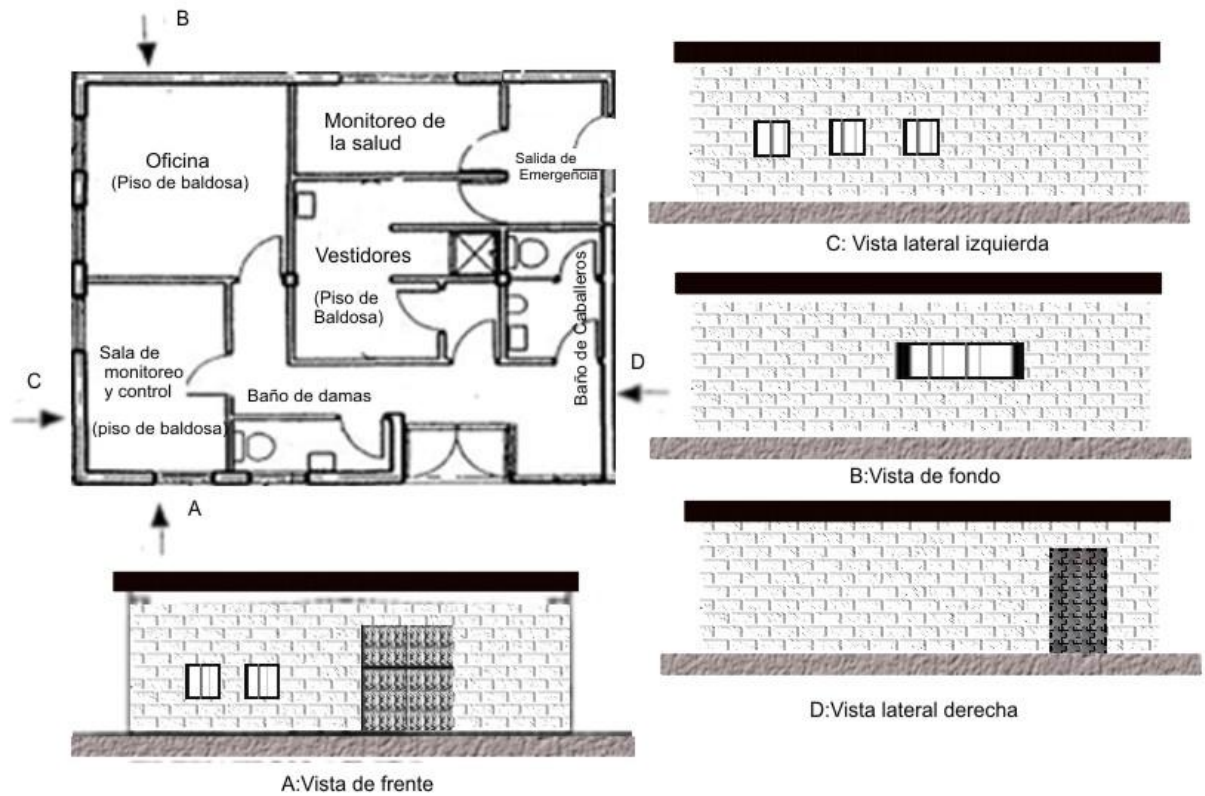 B
Oficina
(Piso de baldosa)
Monitoreo de
la salud
Salida de
Emergencia
Vestidores
(Piso de
Baldosa)
Baño de Caballeros
Sala de
monitoreo
y control
(piso de baldosa)
Baño de damas
C
D
A
A:Vista de frente
C: Vista lateral izquierda
B:Vista de fondo
D:Vista lateral derecha